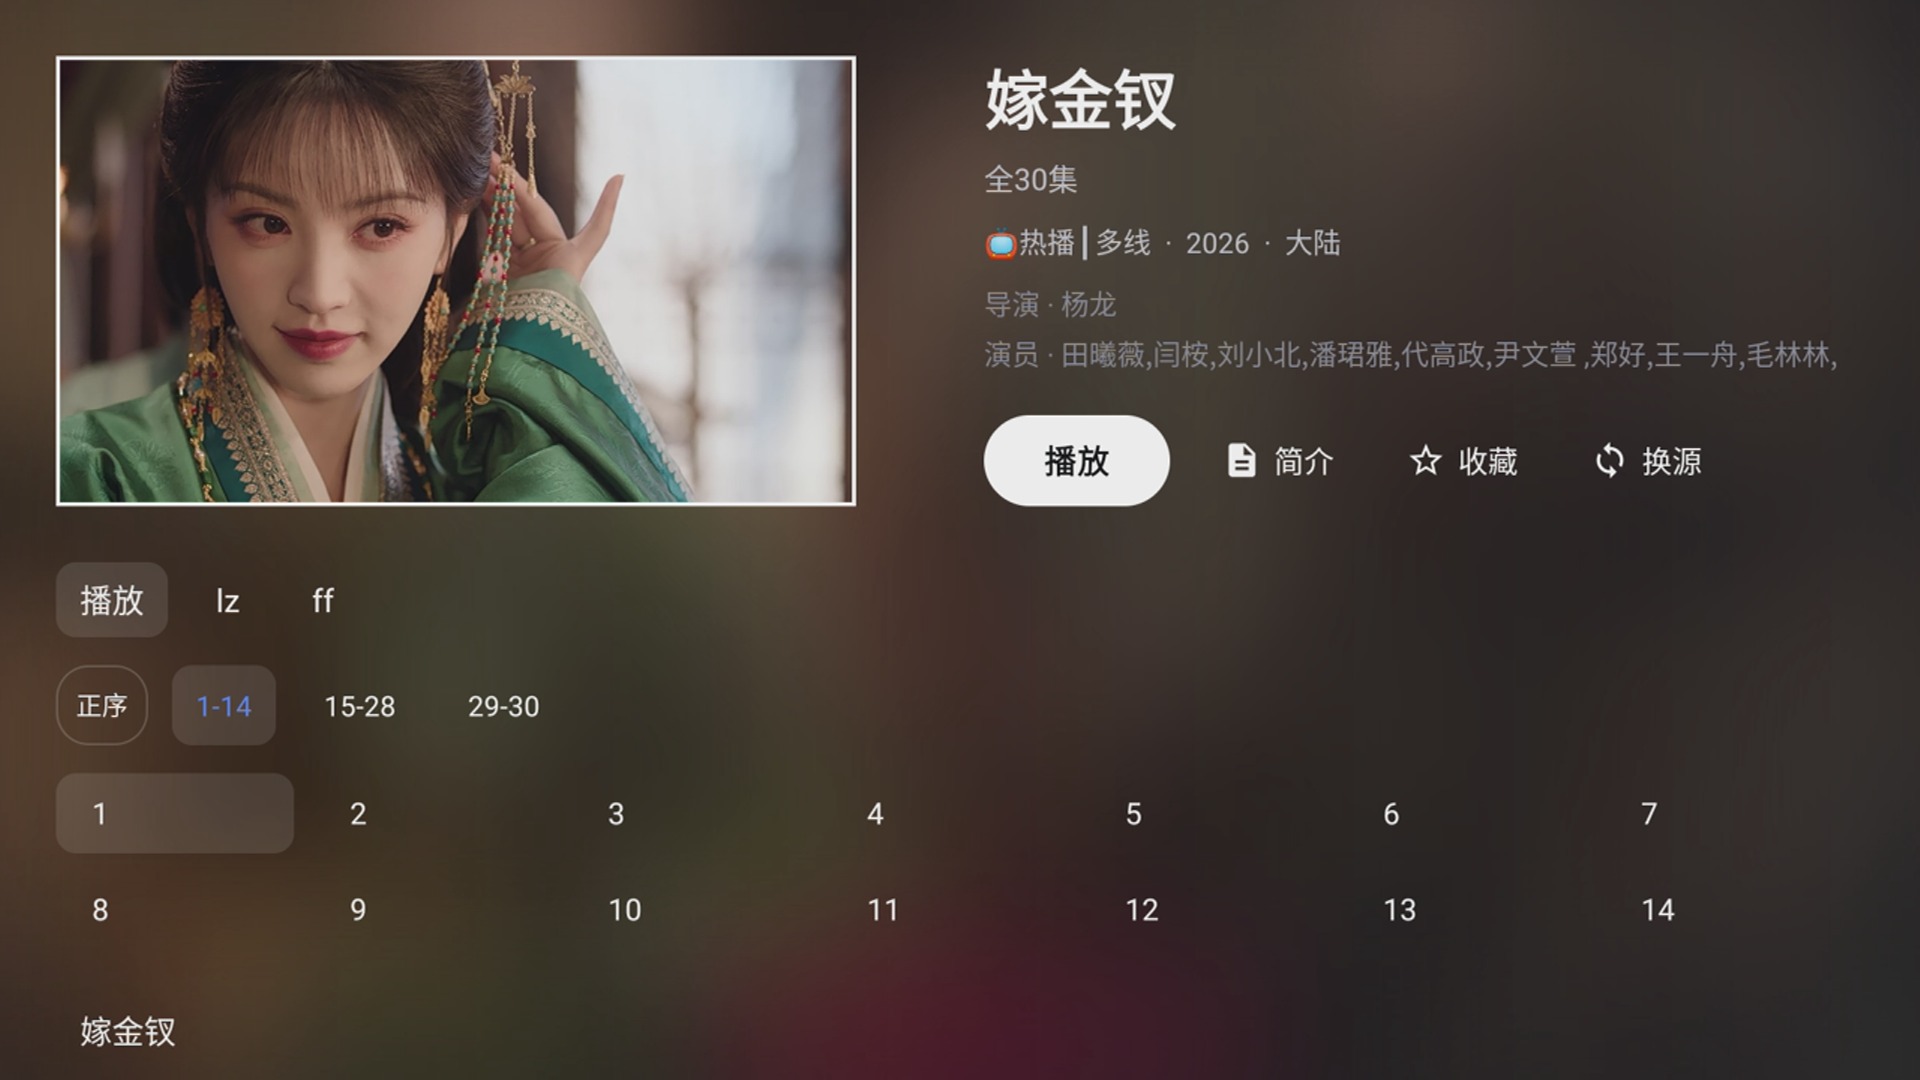 嫁金钗
全30集
热播┃多线 · 2026 · 大陆
导演 · 杨龙
演员 · 田曦薇,闫桉,刘小北,潘珺雅,代高政,尹文萱 ,郑好,王一舟,毛林林,
播放 简介 收藏 换源
播放 lz ff
正序 1-14 15-28 29-30
1 2 3 4 5 6 7
8 9 10 11 12 13 14
嫁金钗